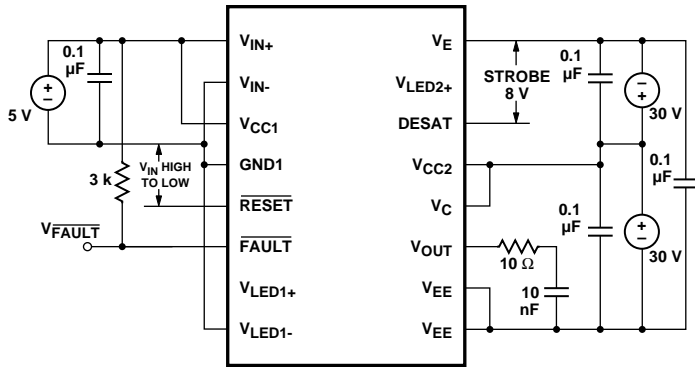 0.1
µF
5 V
3 k
V_IN HIGH
TO LOW
V_FAULT
V_IN+
V_IN-
V_CC1
GND1
RESET
FAULT
V_LED1+
V_LED1-
V_E
V_LED2+
DESAT
V_CC2
V_C
V_OUT
V_EE
V_EE
STROBE
8 V
0.1
µF
30 V
0.1
µF
0.1
µF
30 V
10 Ω
10
nF